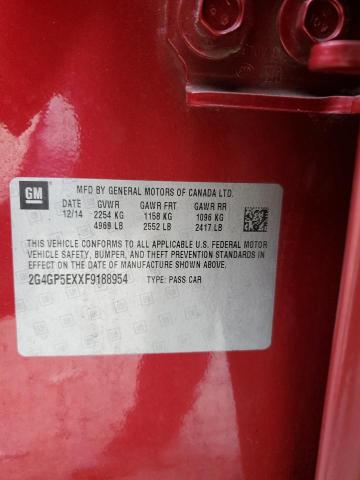 GM
MFD BY GENERAL MOTORS OF CANADA LTD.
DATE GVWR GAWR FRT GAWR RR
12/14 2254 KG 1158 KG 1096 KG
4969 LB 2552 LB 2417 LB
THIS VEHICLE CONFORMS TO ALL APPLICABLE U.S. FEDERAL MOTOR
VEHICLE SAFETY, BUMPER, AND THEFT PREVENTION STANDARDS
IN EFFECT ON THE DATE OF MANUFACTURE SHOWN ABOVE.
2G4GP5EXXF9188954 TYPE: PASS CAR